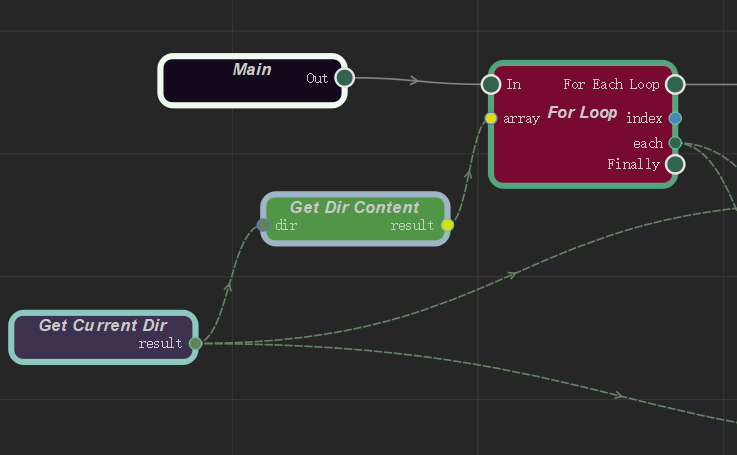 Main
Out
In
For Each Loop
array
For Loop
index
each
Finally
Get Dir Content
dir
result
Get Current Dir
result